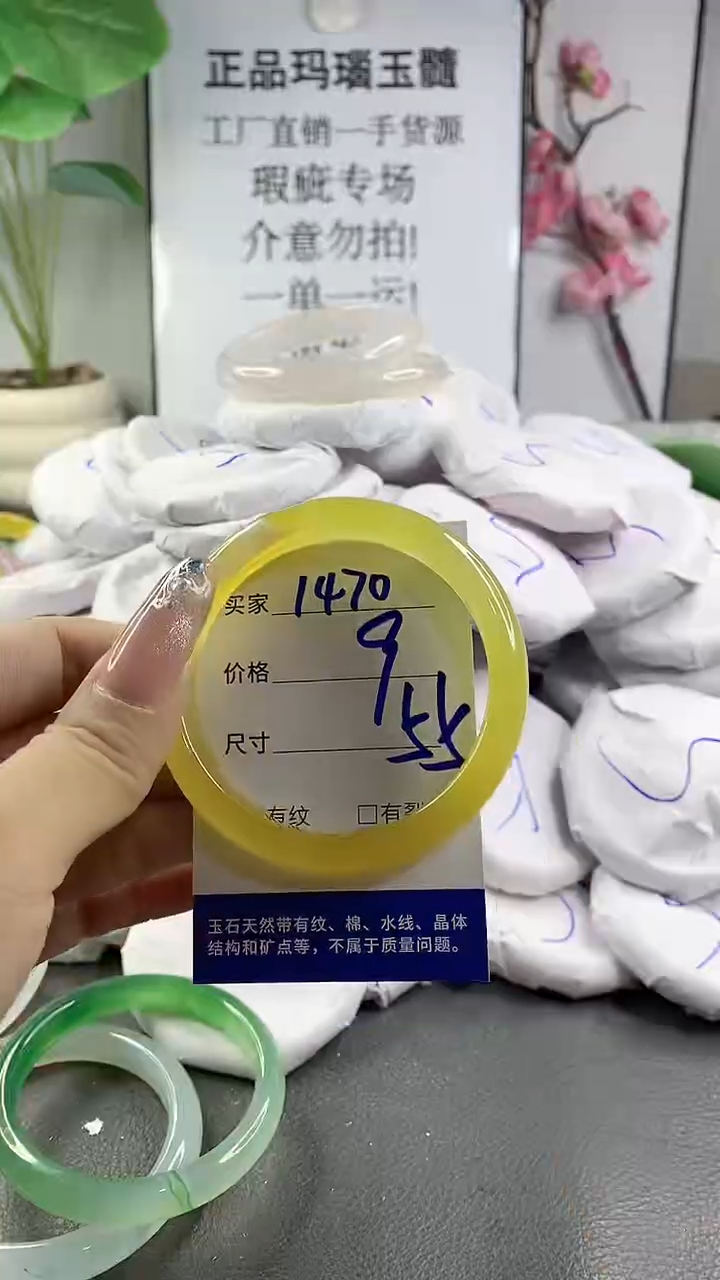 正品玛瑙玉髓
工厂直销一手货源
瑕疵专场
介意勿拍!
一单一运!
买家 1470
价格 9
尺寸 55
有纹 □有裂
玉石天然带有纹、棉、水线、晶体
结构和矿点等，不属于质量问题。